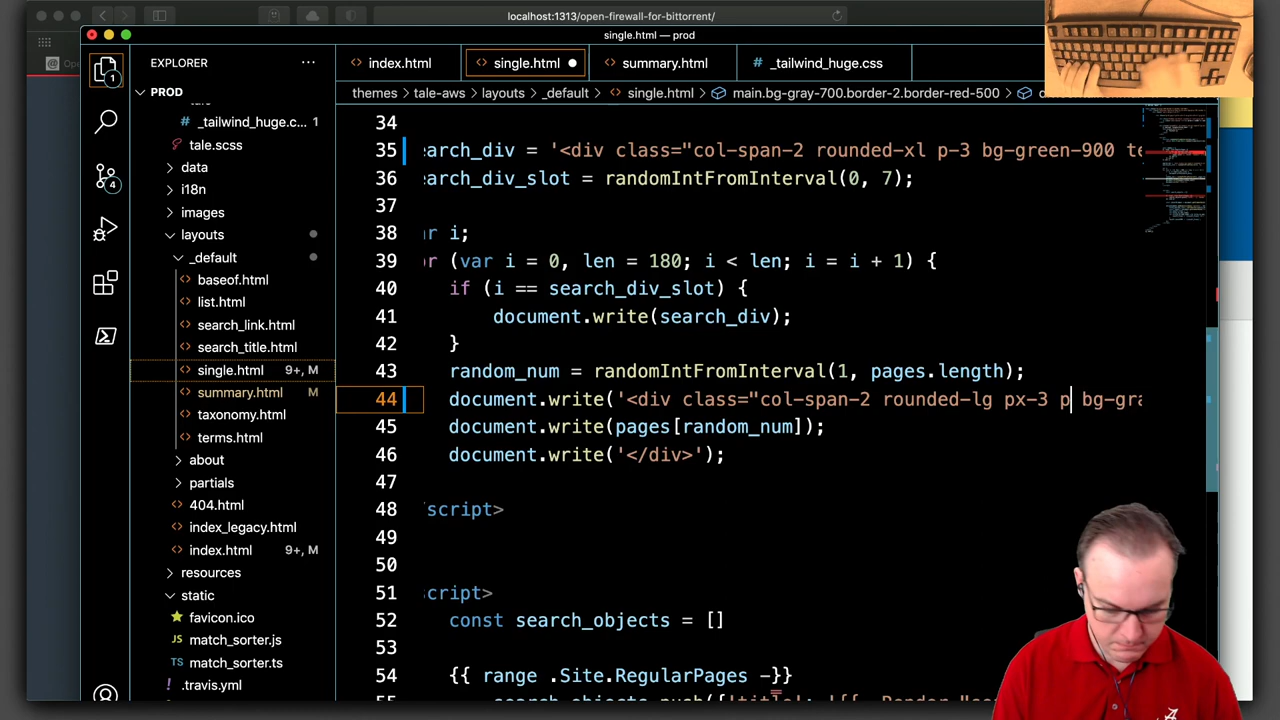 localhost:1313/open-firewall-for-bittorrent/
single.html — prod
EXPLORER
index.html
single.html
summary.html
_tailwind_huge.css
PROD
themes > tale-aws > layouts > _default > single.html > main.bg-gray-700.border-2.border-red-500
_tailwind_huge.c... 1
tale.scss
data
i18n
images
layouts
_default
baseof.html
list.html
search_link.html
search_title.html
single.html 9+, M
summary.html M
taxonomy.html
terms.html
about
partials
404.html
index_legacy.html
index.html 9+, M
resources
static
favicon.ico
match_sorter.js
match_sorter.ts
.travis.yml
1
4
34
35 earch_div = '<div class="col-span-2 rounded-xl p-3 bg-green-900 te
36 earch_div_slot = randomIntFromInterval(0, 7);
37
38 ar i;
39 or (var i = 0, len = 180; i < len; i = i + 1) {
40 if (i == search_div_slot) {
41 document.write(search_div);
42 }
43 random_num = randomIntFromInterval(1, pages.length);
44 document.write('<div class="col-span-2 rounded-lg px-3 p bg-gra
45 document.write(pages[random_num]);
46 document.write('</div>');
47
48 script>
49
50
51 script>
52 const search_objects = []
53
54 {{ range .Site.RegularPages -}}